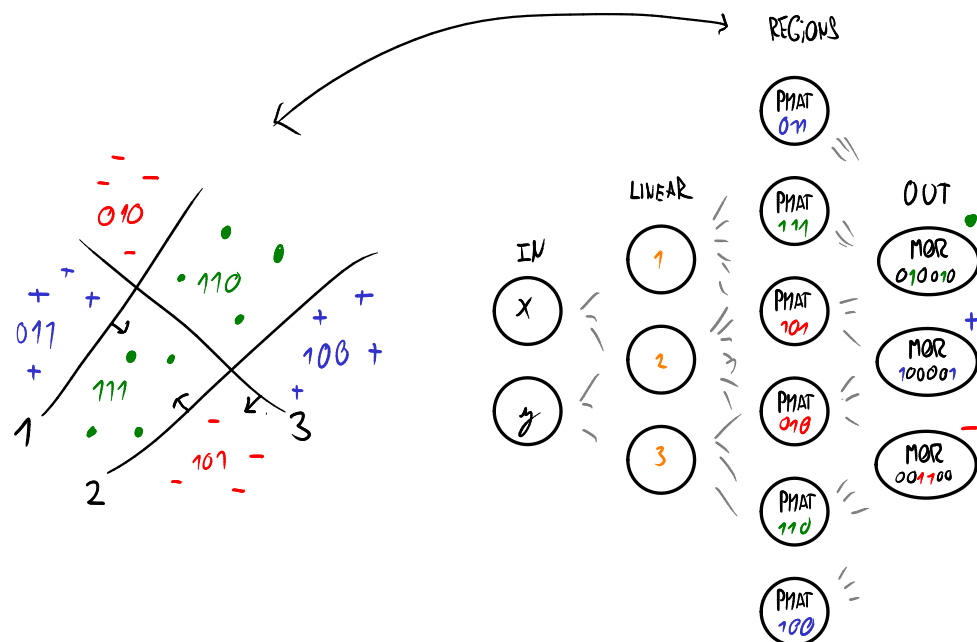 REGIONS
010
110
011
111
100
101
1
2
3
IN
X
y
LINEAR
1
2
3
PMAT
011
PMAT
111
PMAT
101
PMAT
010
PMAT
110
PMAT
100
OUT
MOR
010010
MOR
100001
MOR
001100